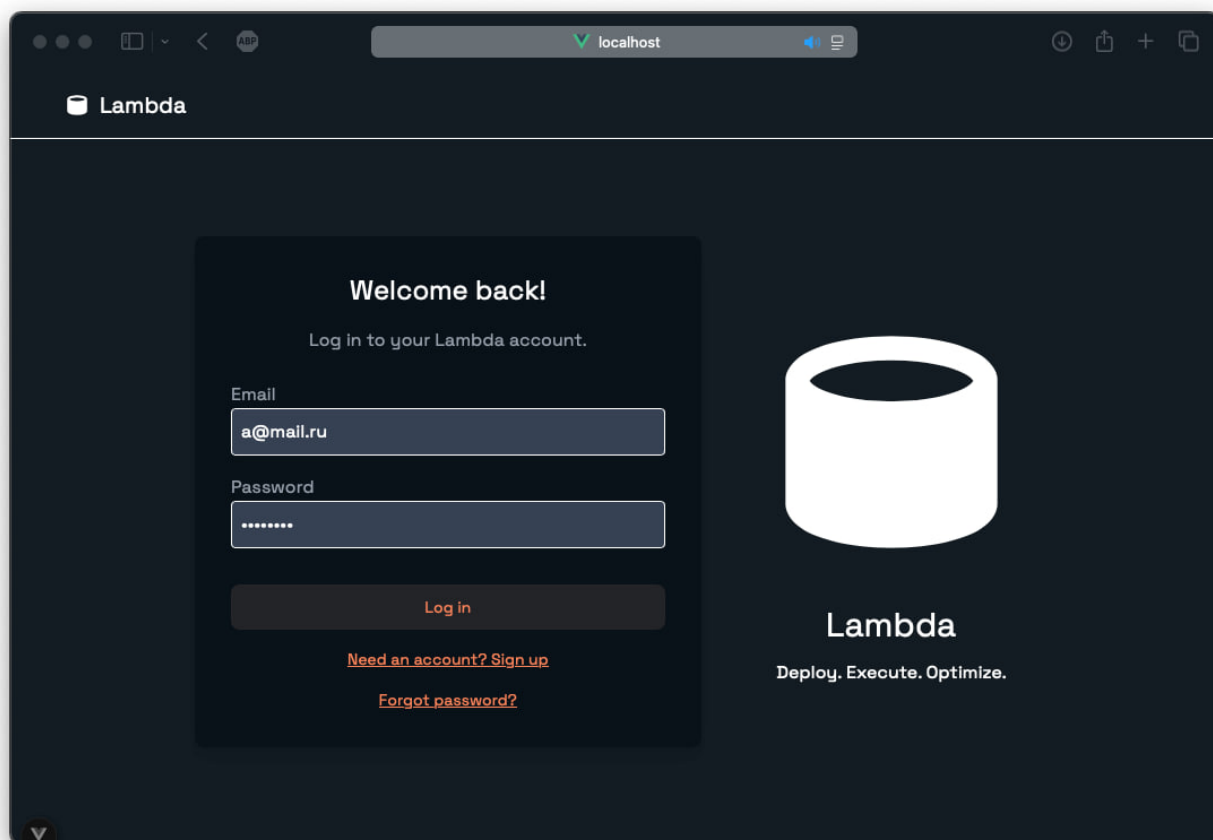 ABP
localhost
Lambda
Welcome back!
Log in to your Lambda account.
Email
a@mail.ru
Password
••••••••
Log in
Need an account? Sign up
Forgot password?
Lambda
Deploy. Execute. Optimize.